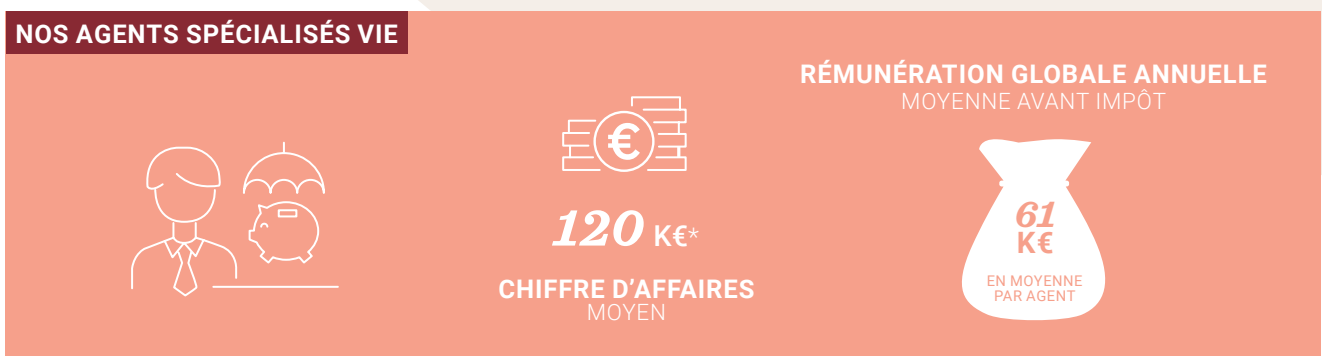 NOS AGENTS SPÉCIALISÉS VIE
€
120 K€*
CHIFFRE D'AFFAIRES
MOYEN
RÉMUNÉRATION GLOBALE ANNUELLE
MOYENNE AVANT IMPÔT
61
K€
EN MOYENNE
PAR AGENT